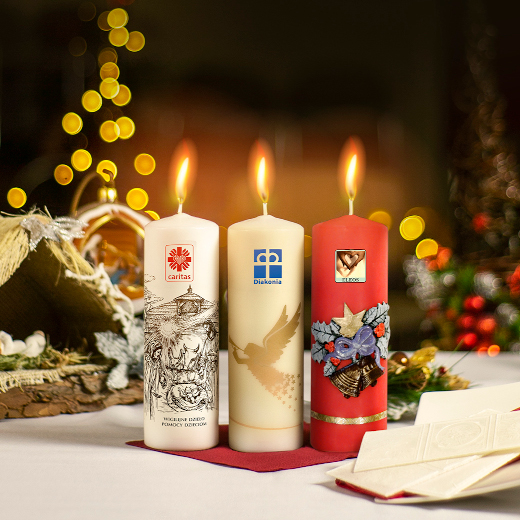 caritas
WIGILIJNE DZIEŁO
POMOCY DZIECIOM
Diakonia
ELEOS